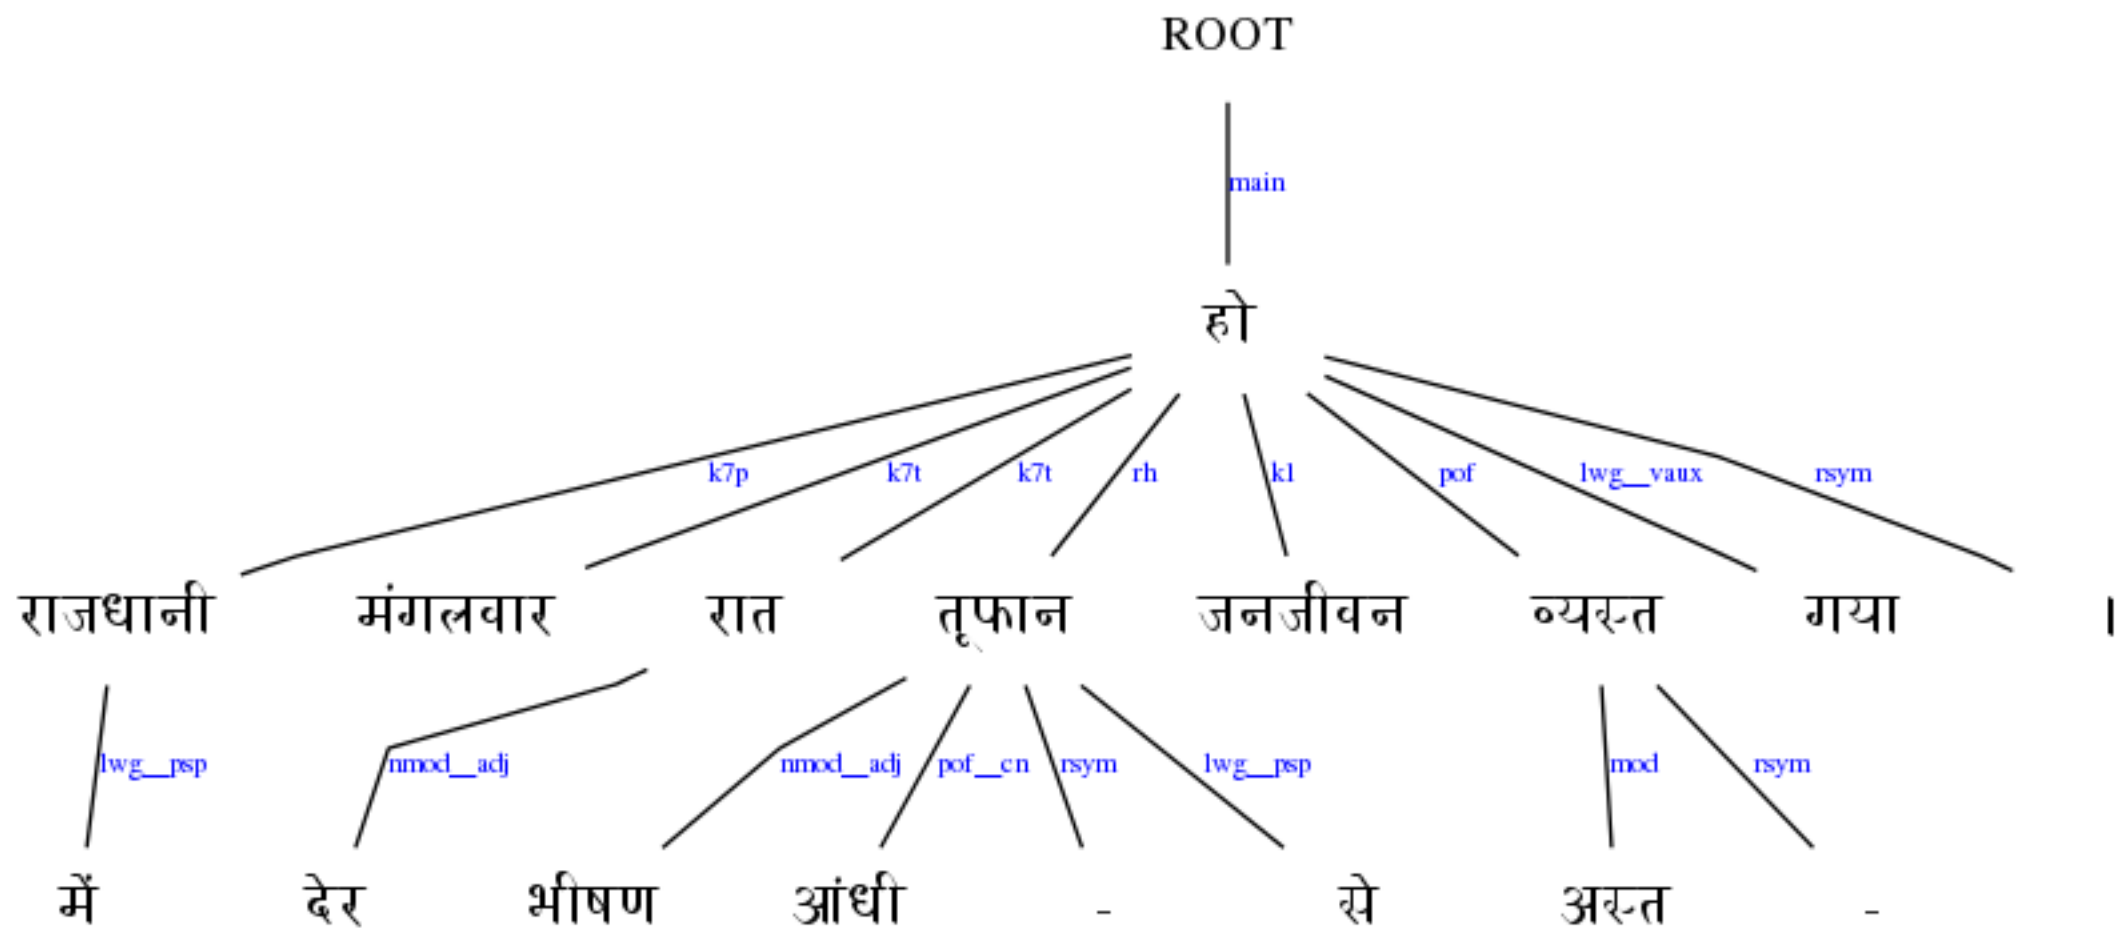 ROOT
main
हो
k7p k7t k7t rh k1 pof lwg__vaux rsym
राजधानी मंगलवार रात तूफान जनजीवन व्यस्त गया ।
lwg__psp nmod__adj nmod__adj pof__cn rsym lwg__psp mod rsym
में देर भीषण आंधी - से अस्त -